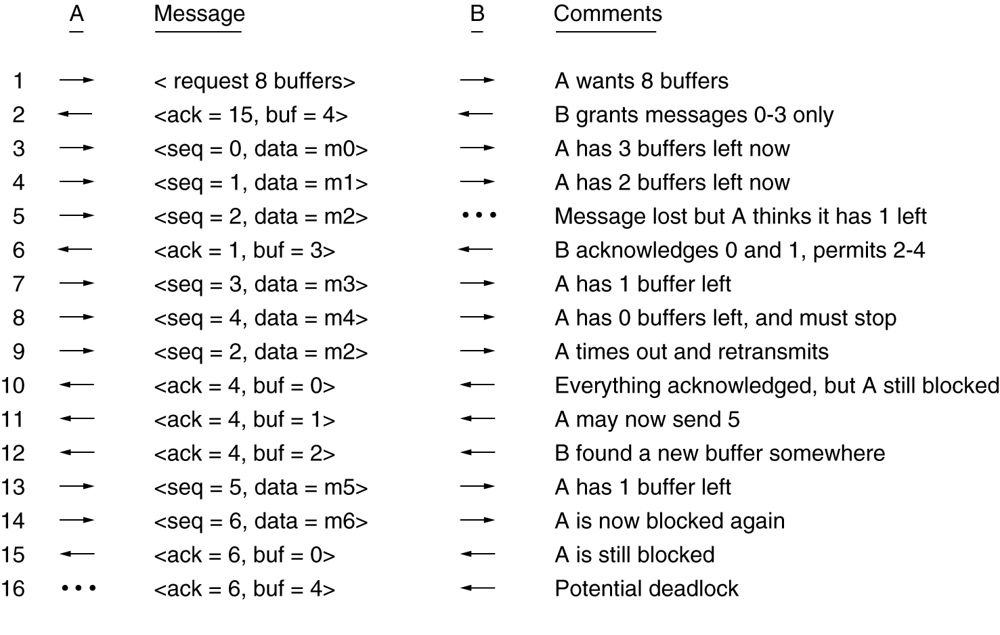 A Message B Comments
1 → < request 8 buffers> → A wants 8 buffers
2 ← <ack = 15, buf = 4> ← B grants messages 0-3 only
3 → <seq = 0, data = m0> → A has 3 buffers left now
4 → <seq = 1, data = m1> → A has 2 buffers left now
5 → <seq = 2, data = m2> ••• Message lost but A thinks it has 1 left
6 ← <ack = 1, buf = 3> ← B acknowledges 0 and 1, permits 2-4
7 → <seq = 3, data = m3> → A has 1 buffer left
8 → <seq = 4, data = m4> → A has 0 buffers left, and must stop
9 → <seq = 2, data = m2> → A times out and retransmits
10 ← <ack = 4, buf = 0> ← Everything acknowledged, but A still blocked
11 ← <ack = 4, buf = 1> ← A may now send 5
12 ← <ack = 4, buf = 2> ← B found a new buffer somewhere
13 → <seq = 5, data = m5> → A has 1 buffer left
14 → <seq = 6, data = m6> → A is now blocked again
15 ← <ack = 6, buf = 0> ← A is still blocked
16 ••• <ack = 6, buf = 4> ← Potential deadlock